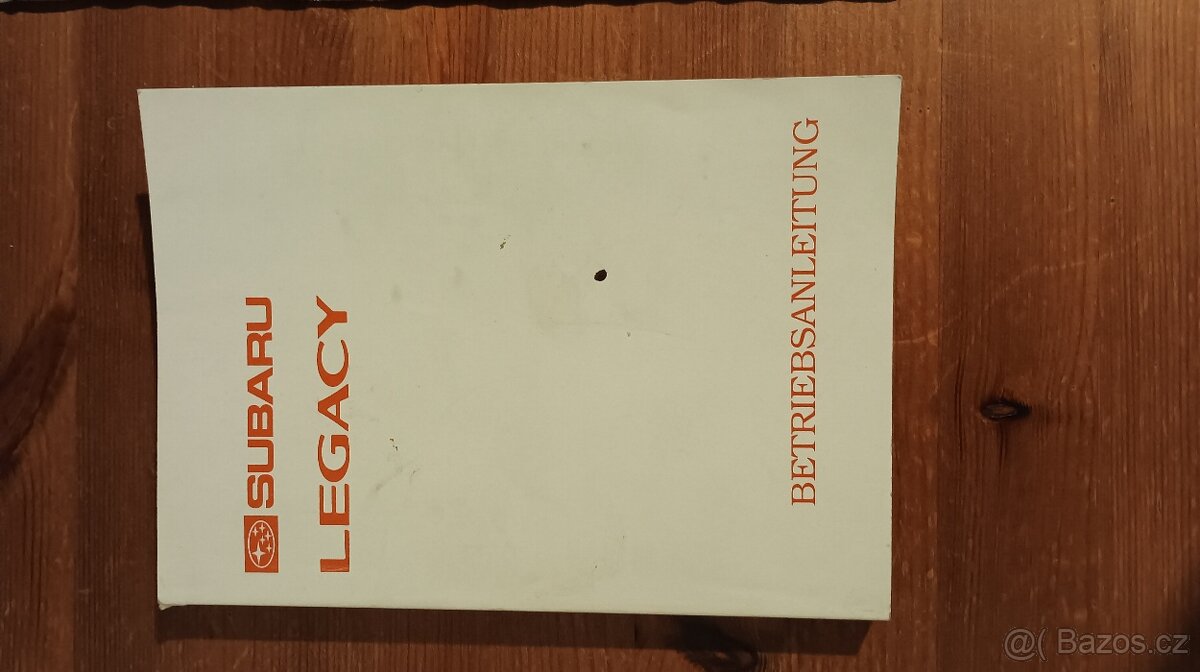 SUBARU
LEGACY
BETRIEBSANLEITUNG
@( Bazos.cz